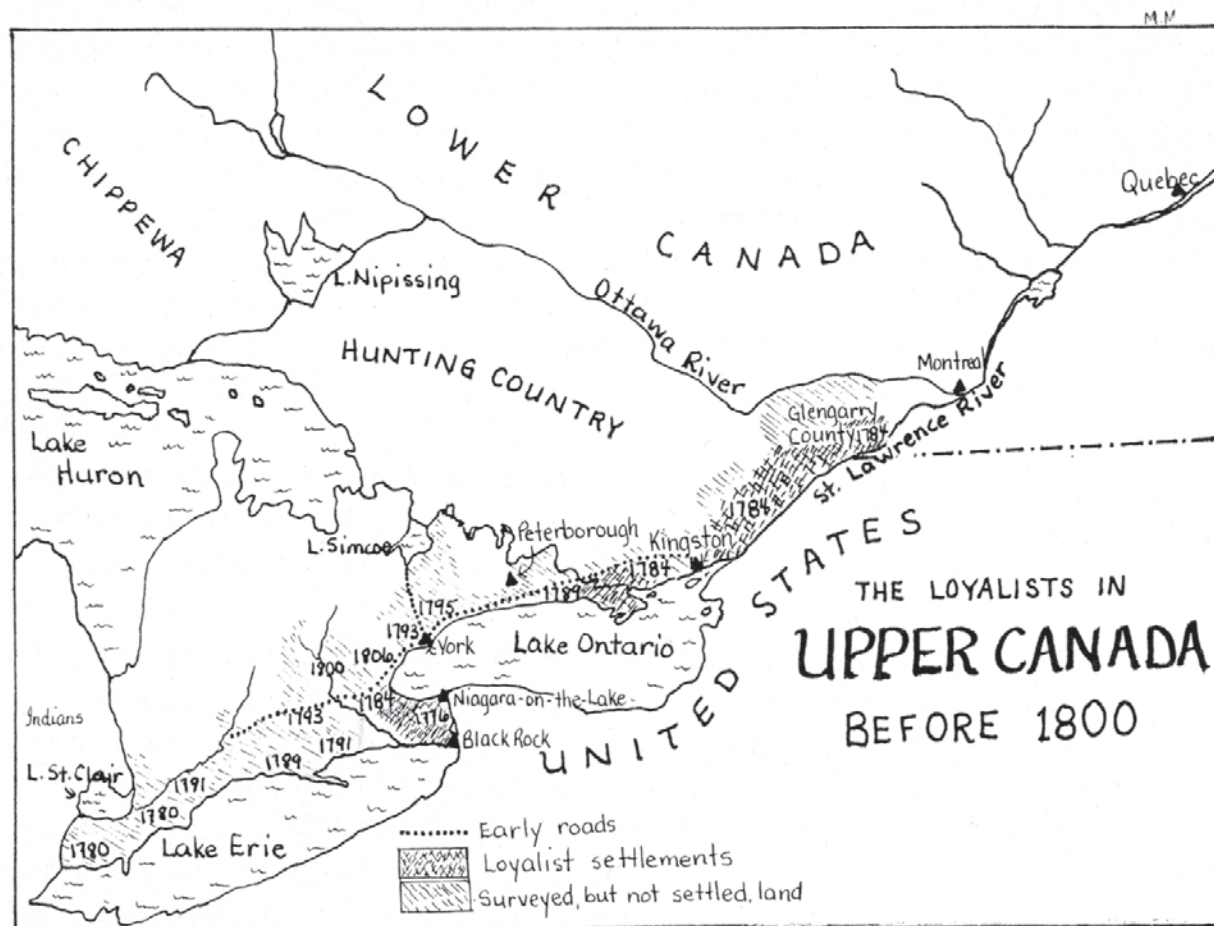 M.M
LOWER
CANADA
CHIPPEWA
Quebec
L. Nipissing
Ottawa River
HUNTING COUNTRY
Montreal
Glengarry
County 1784
St. Lawrence River
Lake
Huron
1784
L. Simcoe
Peterborough
Kingston
1784
1789
1795
1793
York
Lake Ontario
UNITED STATES
THE LOYALISTS IN
UPPER CANADA
BEFORE 1800
1800
1806
1784
Niagara-on-the-Lake
1776
Black Rock
1793
1791
1789
Indians
L. St. Clair
1791
1780
1780
Lake Erie
Early roads
Loyalist settlements
Surveyed, but not settled, land